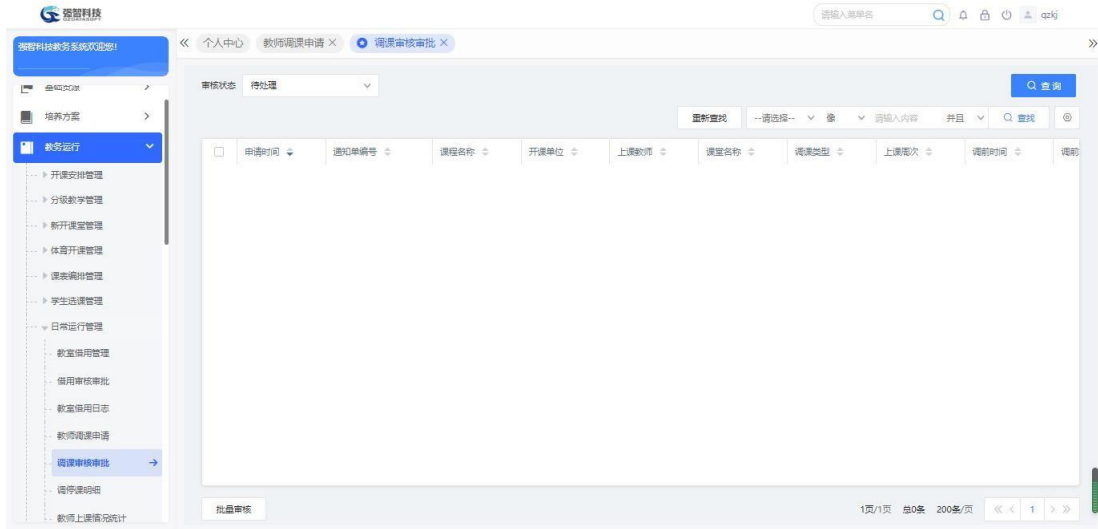 强智科技
QZDATASOFT
请输入菜单名
qzkj
强智科技教务系统欢迎您!
个人中心 教师调课申请 调课审核审批
基础资源
培养方案
教务运行
开课安排管理
分级教学管理
新开课堂管理
体育开课管理
课表编排管理
学生选课管理
日常运行管理
教室借用管理
借用审核审批
教室借用日志
教师调课申请
调课审核审批
调停课明细
教师上课情况统计
审核状态 待处理
查询
重新查找 --请选择-- 像 请输入内容 并且 查找
申请时间 通知单编号 课程名称 开课单位 上课教师 课堂名称 调课类型 上课周次 调前时间 调前
批量审核
1页/1页 总0条 200条/页 1